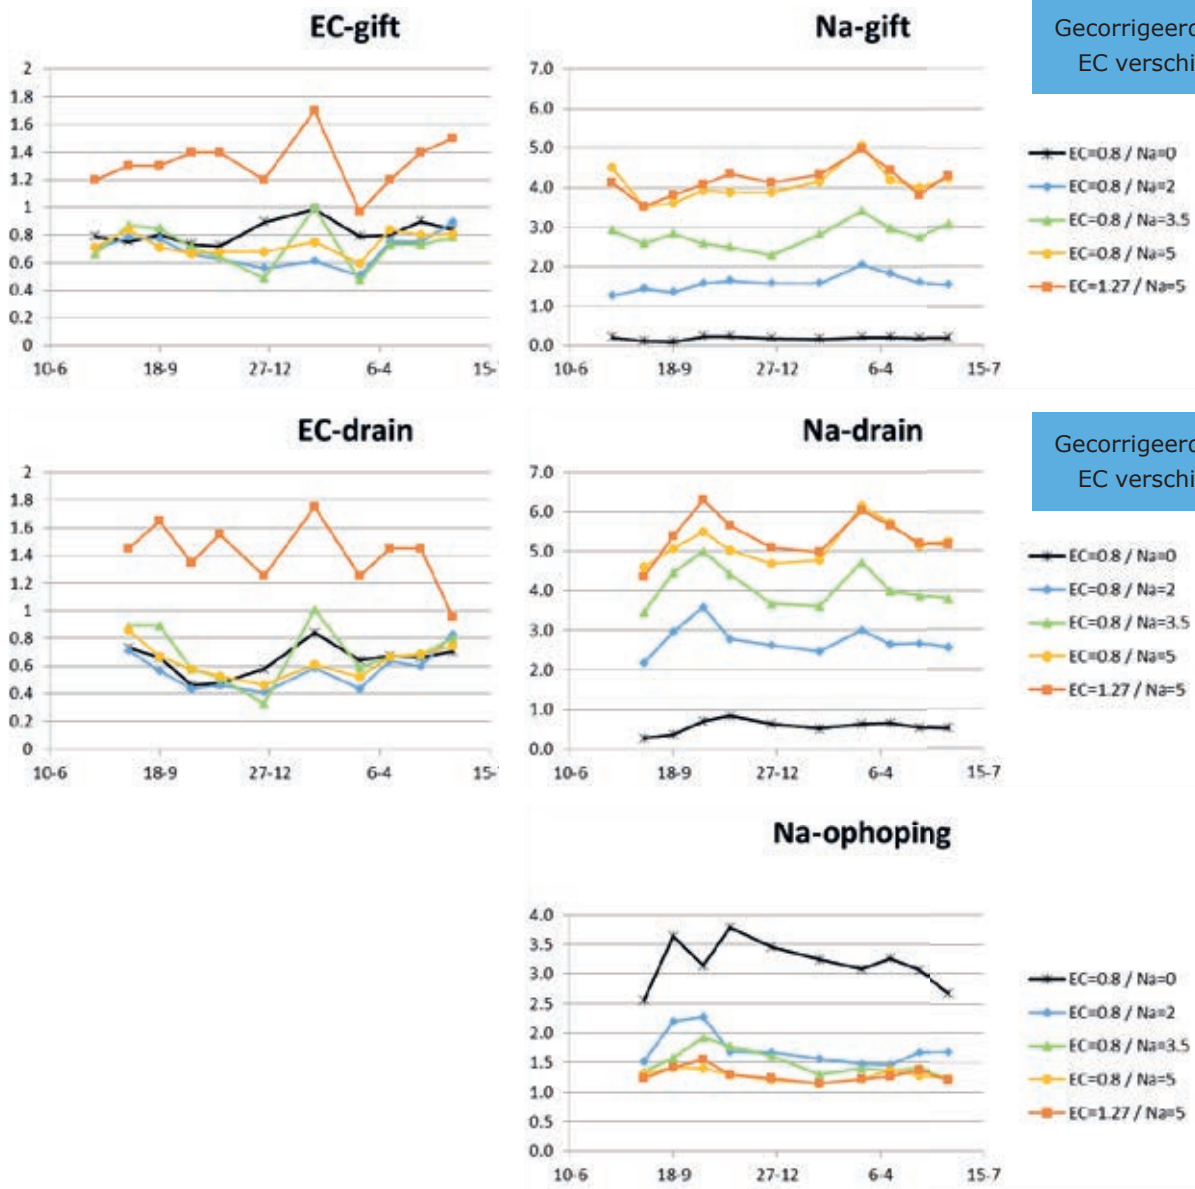 EC-gift
2
1.8
1.6
1.4
1.2
1
0.8
0.6
0.4
0.2
0
10-6 18-9 27-12 6-4 15-
Na-gift
7.0
6.0
5.0
4.0
3.0
2.0
1.0
0.0
10-6 18-9 27-12 6-4 15-7
Gecorrigeerd
EC verschi
EC=0.8 / Na=0
EC=0.8 / Na=2
EC=0.8 / Na=3.5
EC=0.8 / Na=5
EC=1.27 / Na=5
EC-drain
2
1.8
1.6
1.4
1.2
1
0.8
0.6
0.4
0.2
0
10-6 18-9 27-12 6-4 15-
Na-drain
7.0
6.0
5.0
4.0
3.0
2.0
1.0
0.0
10-6 18-9 27-12 6-4 15-7
Gecorrigeerd
EC verschi
EC=0.8 / Na=0
EC=0.8 / Na=2
EC=0.8 / Na=3.5
EC=0.8 / Na=5
EC=1.27 / Na=5
Na-ophoping
4.0
3.5
3.0
2.5
2.0
1.5
1.0
0.5
0.0
10-6 18-9 27-12 6-4 15-7
EC=0.8 / Na=0
EC=0.8 / Na=2
EC=0.8 / Na=3.5
EC=0.8 / Na=5
EC=1.27 / Na=5